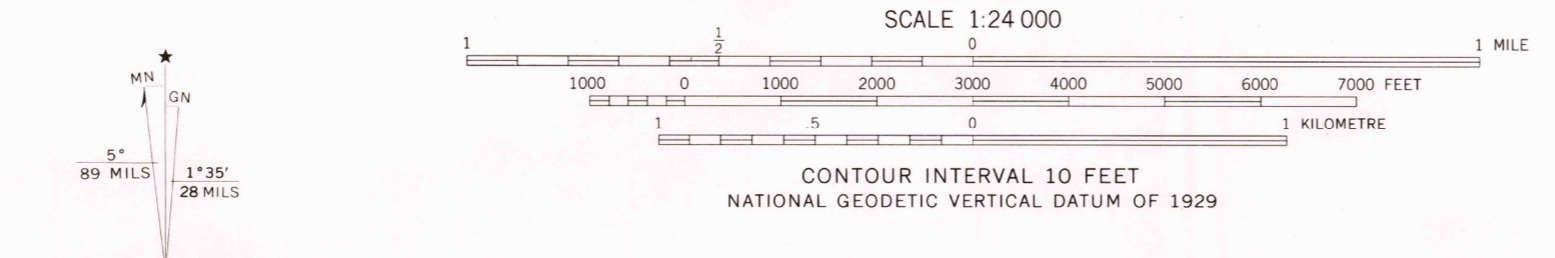 SCALE 1:24 000
1 1/2 0 1 MILE
1000 0 1000 2000 3000 4000 5000 6000 7000 FEET
1 .5 0 1 KILOMETRE
CONTOUR INTERVAL 10 FEET
NATIONAL GEODETIC VERTICAL DATUM OF 1929
★
MN
GN
5°
89 MILS
1°35′
28 MILS